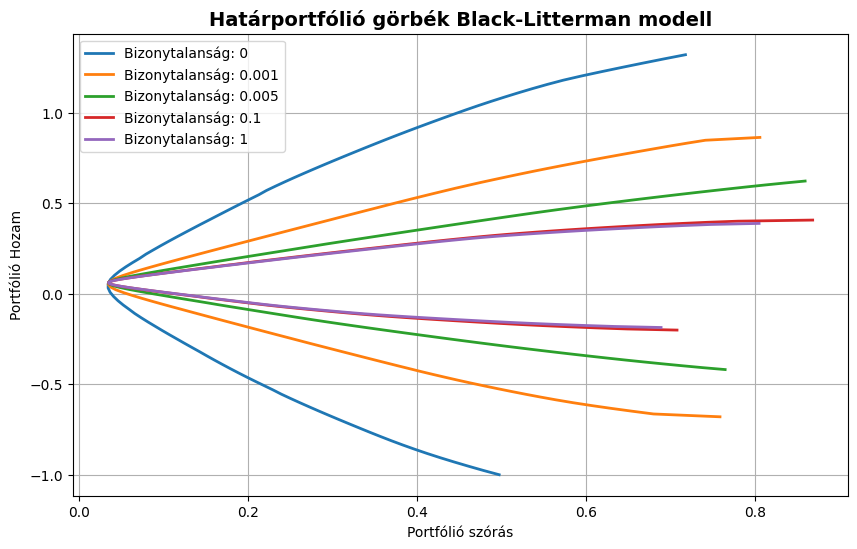 Határportfólió görbék Black-Litterman modell
Bizonytalanság: 0
Bizonytalanság: 0.001
Bizonytalanság: 0.005
Bizonytalanság: 0.1
Bizonytalanság: 1
Portfólió Hozam
1.0
0.5
0.0
−0.5
−1.0
0.0 0.2 0.4 0.6 0.8
Portfólió szórás